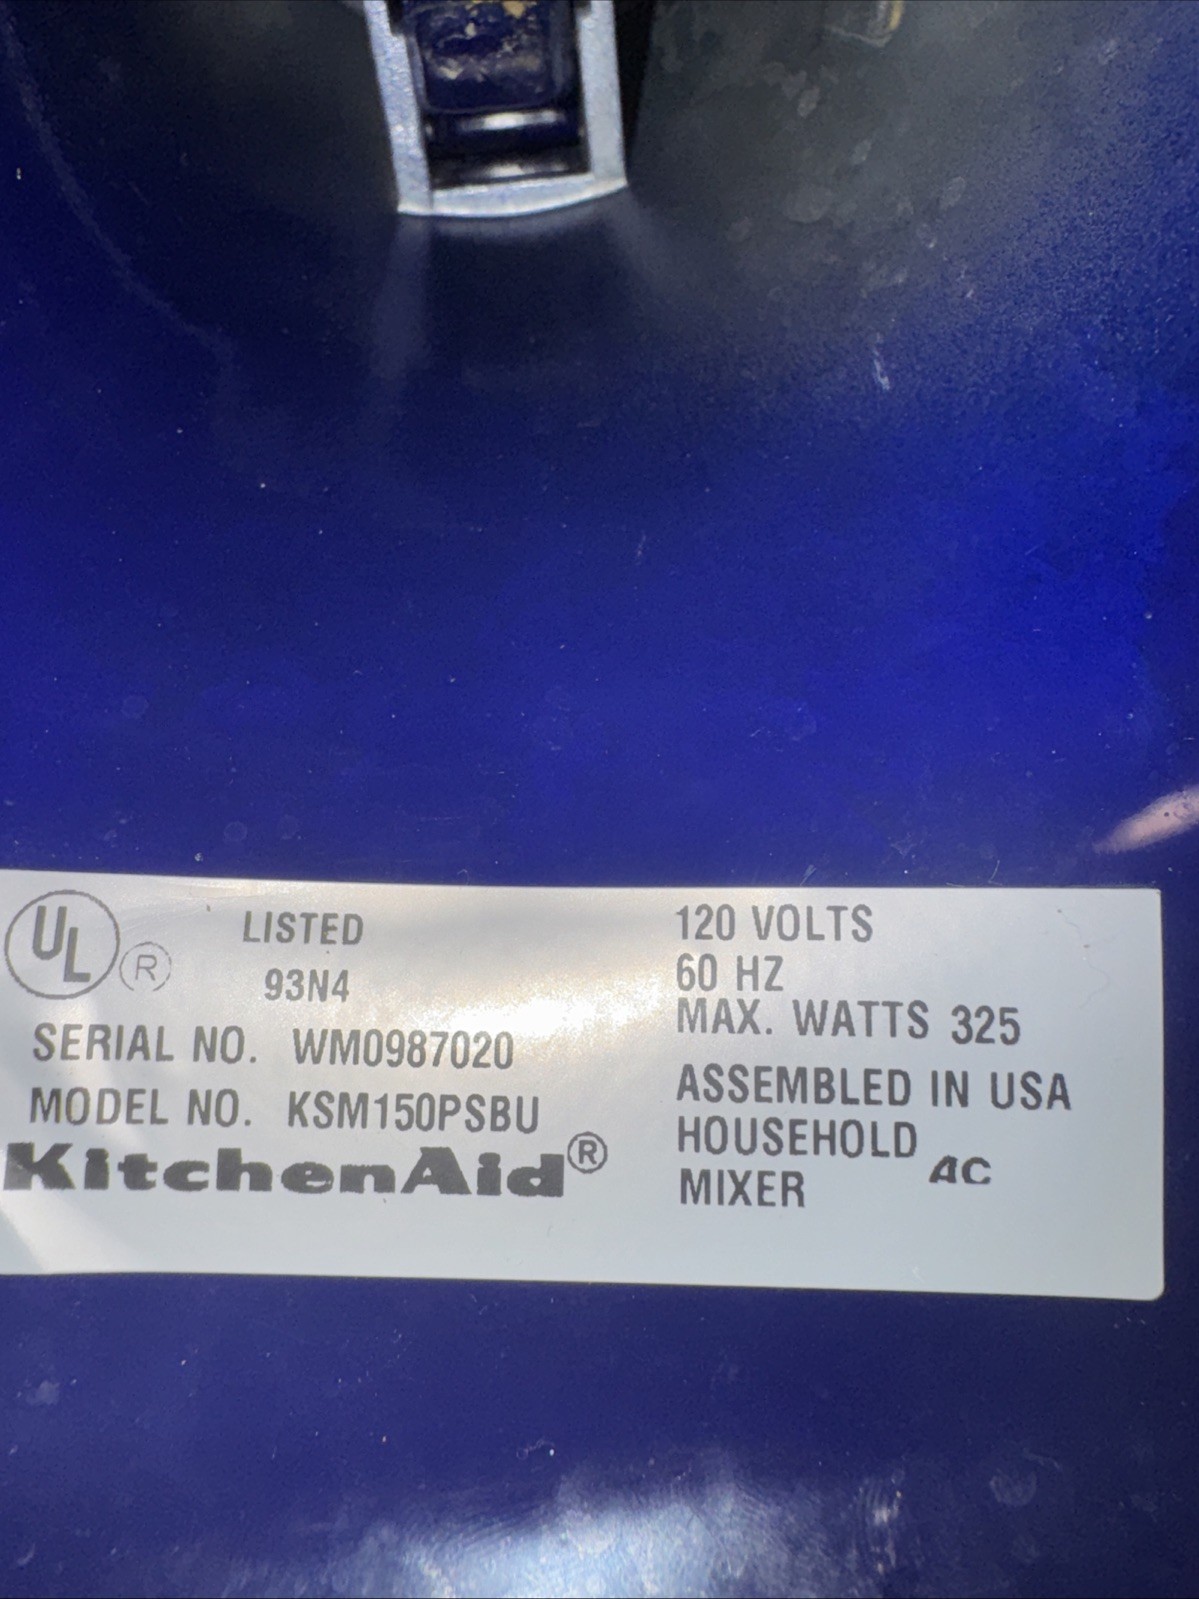 UL ® LISTED
93N4
SERIAL NO. WM0987020
MODEL NO. KSM150PSBU
KitchenAid®
120 VOLTS
60 HZ
MAX. WATTS 325
ASSEMBLED IN USA
HOUSEHOLD
MIXER AC